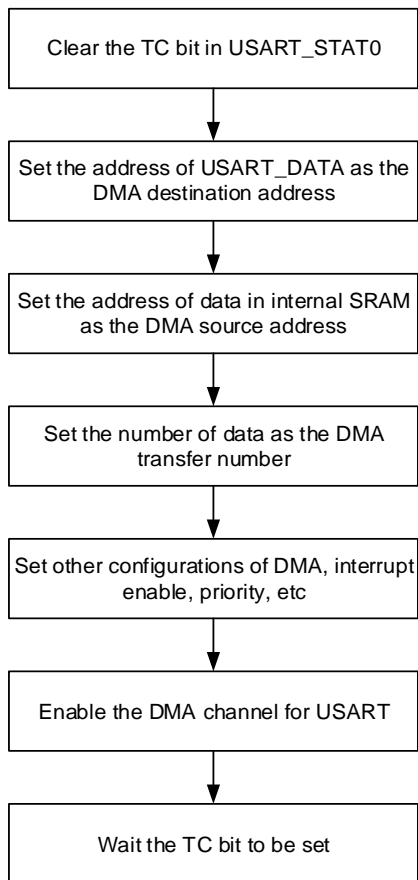 Clear the TC bit in USART_STAT0
Set the address of USART_DATA as the
DMA destination address
Set the address of data in internal SRAM
as the DMA source address
Set the number of data as the DMA
transfer number
Set other configurations of DMA, interrupt
enable, priority, etc
Enable the DMA channel for USART
Wait the TC bit to be set